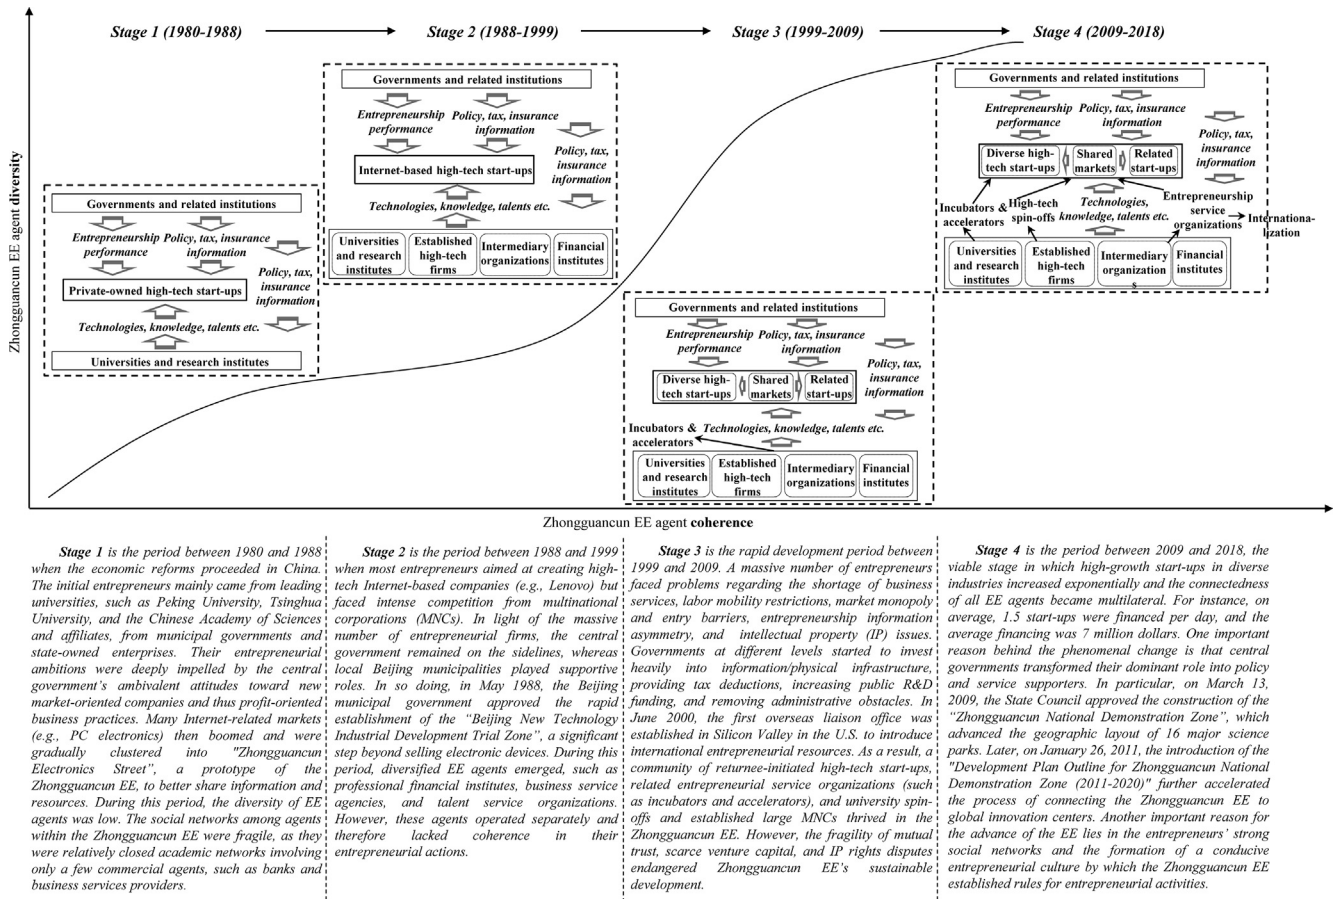 Stage 1 (1980-1988)
Stage 2 (1988-1999)
Stage 3 (1999-2009)
Stage 4 (2009-2018)
Zhongguancun EE agent diversity
Governments and related institutions
Entrepreneurship
performance
Policy, tax, insurance
information
Policy, tax,
insurance
information
Private-owned high-tech start-ups
Technologies, knowledge, talents etc.
Universities and research institutes
Governments and related institutions
Entrepreneurship
performance
Policy, tax, insurance
information
Policy, tax,
insurance
information
Internet-based high-tech start-ups
Technologies, knowledge, talents etc.
Universities
and research
institutes
Established
high-tech
firms
Intermediary
organizations
Financial
institutes
Governments and related institutions
Entrepreneurship
performance
Policy, tax, insurance
information
Policy, tax,
insurance
information
Diverse high-
tech start-ups
Shared
markets
Related
start-ups
Incubators &
accelerators
Technologies, knowledge, talents etc.
Universities
and research
institutes
Established
high-tech
firms
Intermediary
organizations
Financial
institutes
Governments and related institutions
Entrepreneurship
performance
Policy, tax, insurance
information
Policy, tax,
insurance
information
Diverse high-
tech start-ups
Shared
markets
Related
start-ups
Incubators &
accelerators
High-tech
spin-offs
Technologies,
knowledge, talents etc.
Entrepreneurship
service
organizations
Internationa-
lization
Universities
and research
institutes
Established
high-tech
firms
Intermediary
organization
s
Financial
institutes
Zhongguancun EE agent coherence
Stage 1 is the period between 1980 and 1988
when the economic reforms proceeded in China.
The initial entrepreneurs mainly came from leading
universities, such as Peking University, Tsinghua
University, and the Chinese Academy of Sciences
and affiliates, from municipal governments and
state-owned enterprises. Their entrepreneurial
ambitions were deeply impelled by the central
government's ambivalent attitudes toward new
market-oriented companies and thus profit-oriented
business practices. Many Internet-related markets
(e.g., PC electronics) then boomed and were
gradually clustered into "Zhongguancun
Electronics Street”, a prototype of the
Zhongguancun EE, to better share information and
resources. During this period, the diversity of EE
agents was low. The social networks among agents
within the Zhongguancun EE were fragile, as they
were relatively closed academic networks involving
only a few commercial agents, such as banks and
business services providers.
Stage 2 is the period between 1988 and 1999
when most entrepreneurs aimed at creating high-
tech Internet-based companies (e.g., Lenovo) but
faced intense competition from multinational
corporations (MNCs). In light of the massive
number of entrepreneurial firms, the central
government remained on the sidelines, whereas
local Beijing municipalities played supportive
roles. In so doing, in May 1988, the Beijing
municipal government approved the rapid
establishment of the “Beijing New Technology
Industrial Development Trial Zone”, a significant
step beyond selling electronic devices. During this
period, diversified EE agents emerged, such as
professional financial institutes, business service
agencies, and talent service organizations.
However, these agents operated separately and
therefore lacked coherence in their
entrepreneurial actions.
Stage 3 is the rapid development period between
1999 and 2009. A massive number of entrepreneurs
faced problems regarding the shortage of business
services, labor mobility restrictions, market monopoly
and entry barriers, entrepreneurship information
asymmetry, and intellectual property (IP) issues.
Governments at different levels started to invest
heavily into information/physical infrastructure,
providing tax deductions, increasing public R&D
funding, and removing administrative obstacles. In
June 2000, the first overseas liaison office was
established in Silicon Valley in the U.S. to introduce
international entrepreneurial resources. As a result, a
community of returnee-initiated high-tech start-ups,
related entrepreneurial service organizations (such
as incubators and accelerators), and university spin-
offs and established large MNCs thrived in the
Zhongguancun EE. However, the fragility of mutual
trust, scarce venture capital, and IP rights disputes
endangered Zhongguancun EE's sustainable
development.
Stage 4 is the period between 2009 and 2018, the
viable stage in which high-growth start-ups in diverse
industries increased exponentially and the connectedness
of all EE agents became multilateral. For instance, on
average, 1.5 start-ups were financed per day, and the
average financing was 7 million dollars. One important
reason behind the phenomenal change is that central
governments transformed their dominant role into policy
and service supporters. In particular, on March 13,
2009, the State Council approved the construction of the
“Zhongguancun National Demonstration Zone”, which
advanced the geographic layout of 16 major science
parks. Later, on January 26, 2011, the introduction of the
"Development Plan Outline for Zhongguancun National
Demonstration Zone (2011-2020)" further accelerated
the process of connecting the Zhongguancun EE to
global innovation centers. Another important reason for
the advance of the EE lies in the entrepreneurs' strong
social networks and the formation of a conducive
entrepreneurial culture by which the Zhongguancun EE
established rules for entrepreneurial activities.